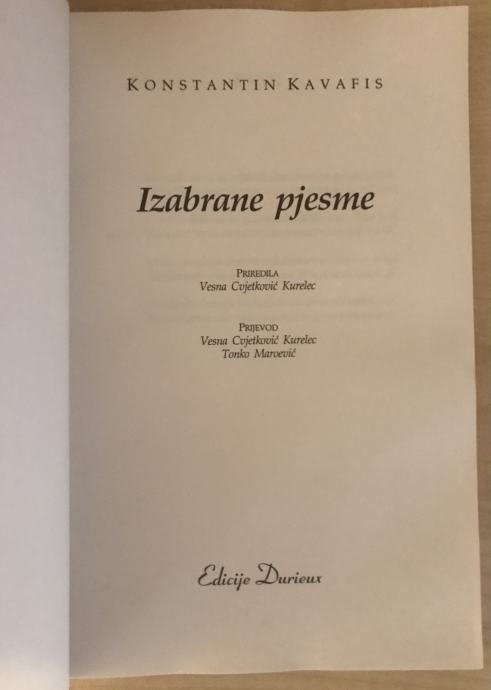 KONSTANTIN KAVAFIS
Izabrane pjesme
PRIREDILA
Vesna Cvjetković Kurelec
PRIJEVOD
Vesna Cvjetković Kurelec
Tonko Maroević
Edicije Durieux